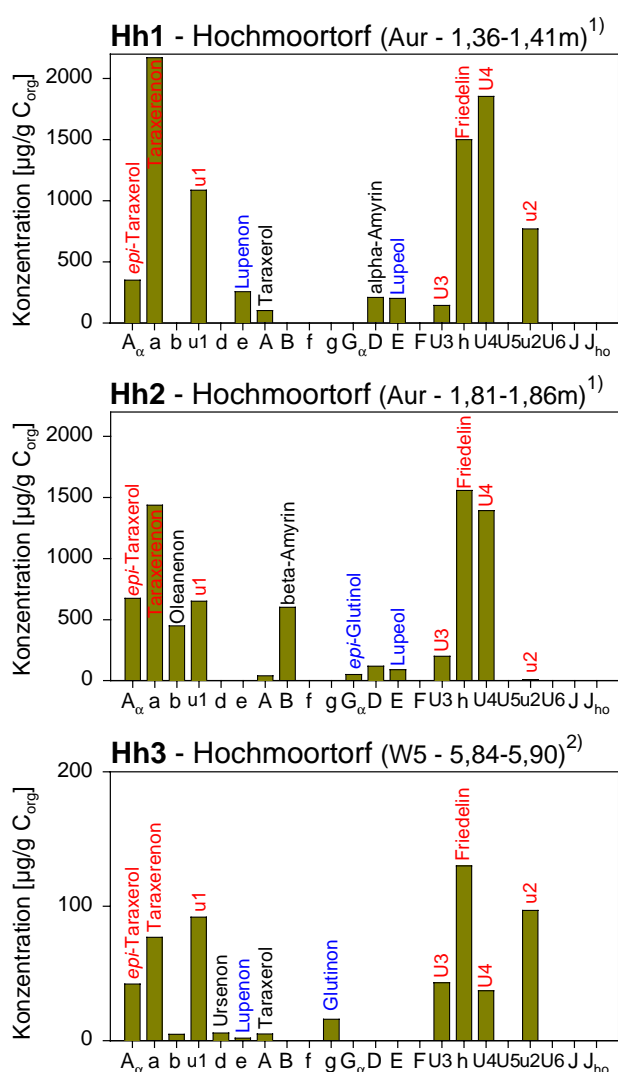 Hh1 - Hochmoortorf (Aur - 1,36-1,41m)1)
Konzentration [µg/g Corg]
2000
1500
1000
500
0
epi-Taraxerol
Taraxerenon
u1
Lupenon
Taraxerol
alpha-Amyrin
Lupeol
U3
Friedelin
U4
u2
Aα a b u1 d e A B f g Gα D E F U3 h U4 U5 u2 U6 J Jho
Hh2 - Hochmoortorf (Aur - 1,81-1,86m)1)
Konzentration [µg/g Corg]
2000
1500
1000
500
0
epi-Taraxerol
Taraxerenon
Oleanenon
u1
beta-Amyrin
epi-Glutinol
Lupeol
U3
Friedelin
U4
u2
Aα a b u1 d e A B f g Gα D E F U3 h U4 U5 u2 U6 J Jho
Hh3 - Hochmoortorf (W5 - 5,84-5,90)2)
Konzentration [µg/g Corg]
200
100
0
epi-Taraxerol
Taraxerenon
u1
Ursenon
Lupenon
Taraxerol
Glutinon
U3
Friedelin
U4
u2
Aα a b u1 d e A B f g Gα D E F U3 h U4 U5 u2 U6 J Jho